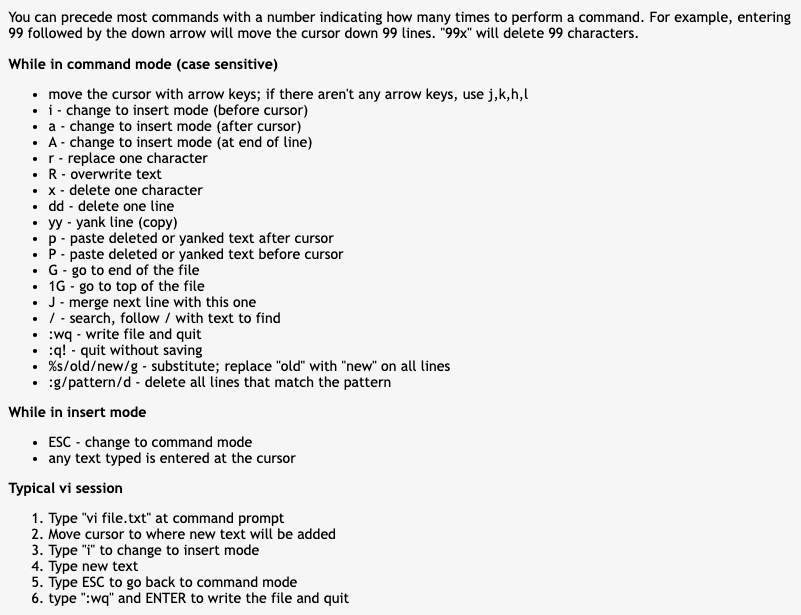 You can precede most commands with a number indicating how many times to perform a command. For example, entering
99 followed by the down arrow will move the cursor down 99 lines. "99x" will delete 99 characters.
While in command mode (case sensitive)
• move the cursor with arrow keys; if there aren't any arrow keys, use j,k,h,l
• i - change to insert mode (before cursor)
• a - change to insert mode (after cursor)
• A - change to insert mode (at end of line)
• r - replace one character
• R - overwrite text
• x - delete one character
• dd - delete one line
• yy - yank line (copy)
• p - paste deleted or yanked text after cursor
• P - paste deleted or yanked text before cursor
• G - go to end of the file
• 1G - go to top of the file
• J - merge next line with this one
• / - search, follow / with text to find
• :wq - write file and quit
• :q! - quit without saving
• %s/old/new/g - substitute; replace "old" with "new" on all lines
• :g/pattern/d - delete all lines that match the pattern
While in insert mode
• ESC - change to command mode
• any text typed is entered at the cursor
Typical vi session
1. Type "vi file.txt" at command prompt
2. Move cursor to where new text will be added
3. Type "i" to change to insert mode
4. Type new text
5. Type ESC to go back to command mode
6. type ":wq" and ENTER to write the file and quit